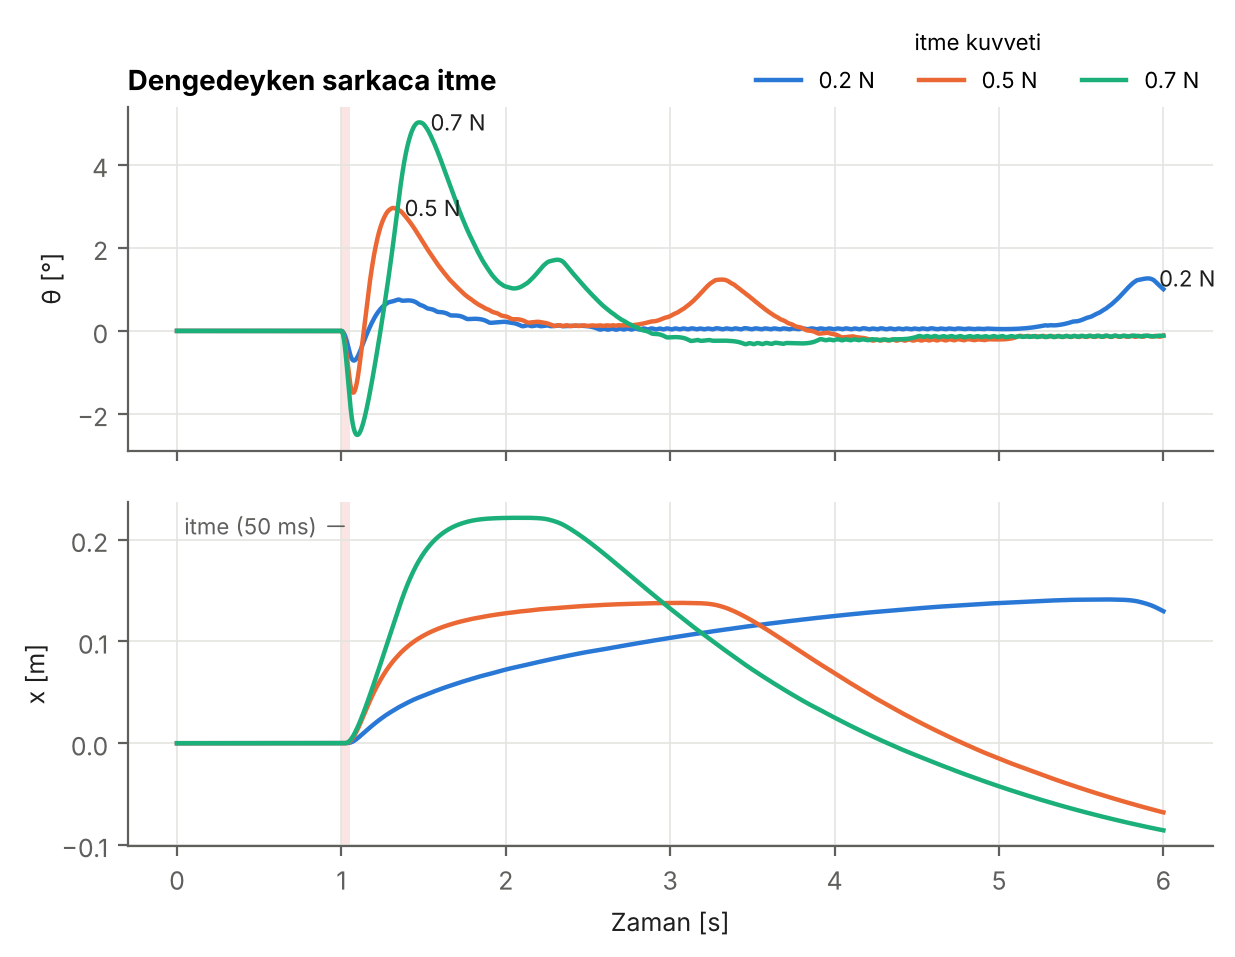 itme kuvveti
Dengedeyken sarkaca itme
0.2 N
0.5 N
0.7 N
0.7 N
4
0.5 N
2
θ [°]
0.2 N
0
−2
itme (50 ms)
0.2
0.1
x [m]
0.0
−0.1
0 1 2 3 4 5 6
Zaman [s]